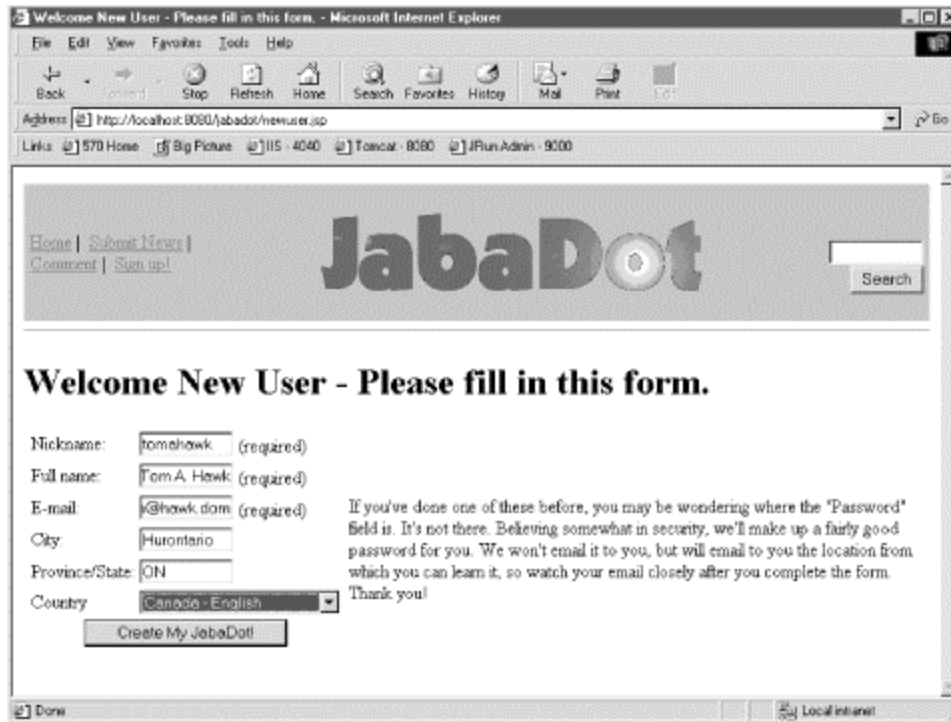 Welcome New User - Please fill in this form. - Microsoft Internet Explorer
File Edit View Favorites Tools Help
Back Forward Stop Refresh Home Search Favorites History Mail Print Edit
Address http://localhost:8080/jabadot/newuser.jsp Go
Links 570 Home Big Picture IIS - 4040 Tomcat - 8080 JRun Admin - 9000
Home | Submit News |
Comment | Sign up!
JabaDot
Search
Welcome New User - Please fill in this form.
Nickname: tomahawk (required)
Full name: Tom A. Hawk (required)
E-mail: @hawk.dom (required)
City: Hurontario
Province/State: ON
Country Canada - English
Create My JabaDot!
If you've done one of these before, you may be wondering where the "Password"
field is. It's not there. Believing somewhat in security, we'll make up a fairly good
password for you. We won't email it to you, but will email to you the location from
which you can learn it, so watch your email closely after you complete the form.
Thank you!
Done
Local intranet